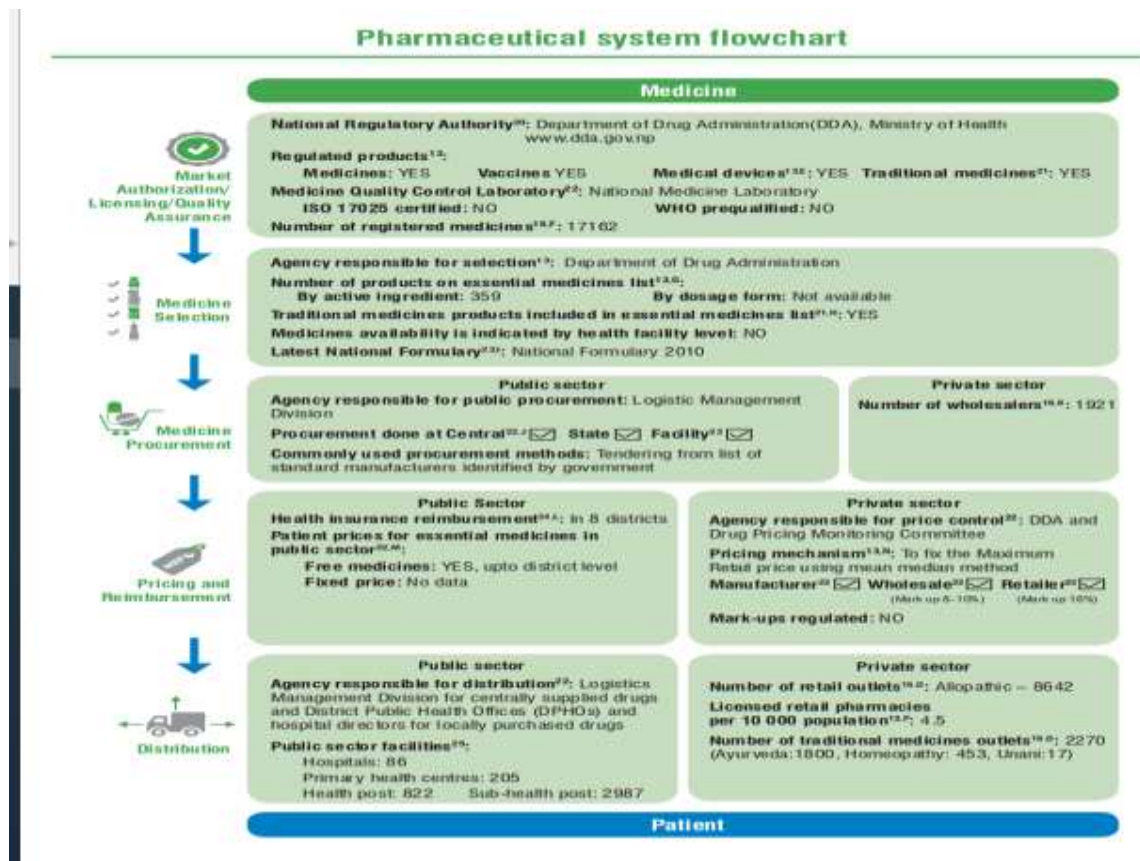 Pharmaceutical system flowchart
Medicine
Market
Authorization/
Licensing/Quality
Assurance
National Regulatory Authority: Department of Drug Administration(DDA), Ministry of Health
www.dda.gov.np
Regulated products¹³:
Medicines: YES Vaccines YES Medical devices: YES Traditional medicines²¹: YES
Medicine Quality Control Laboratory²²: National Medicine Laboratory
ISO 17025 certified: NO WHO prequalified: NO
Number of registered medicines: 17162
Medicine
Selection
Agency responsible for selection¹³: Department of Drug Administration
Number of products on essential medicines list:
By active ingredient: 359 By dosage form: Not available
Traditional medicines products included in essential medicines list: YES
Medicines availability is indicated by health facility level: NO
Latest National Formulary: National Formulary 2010
Medicine
Procurement
Public sector
Agency responsible for public procurement: Logistic Management
Division
Procurement done at Central State Facility
Commonly used procurement methods: Tendering from list of
standard manufacturers identified by government
Private sector
Number of wholesalers: 1921
Pricing and
Reimbursement
Public Sector
Health insurance reimbursement: In 8 districts
Patient prices for essential medicines in
public sector:
Free medicines: YES, upto district level
Fixed price: No data
Private sector
Agency responsible for price control²²: DDA and
Drug Pricing Monitoring Committee
Pricing mechanism: To fix the Maximum
Retail price using mean median method
Manufacturer Wholesale Retailer
(Mark up 16%)
Mark-ups regulated: NO
Distribution
Public sector
Agency responsible for distribution²²: Logistics
Management Division for centrally supplied drugs
and District Public Health Offices (DPHOs) and
hospital directors for locally purchased drugs
Public sector facilities:
Hospitals: 86
Primary health centres: 205
Health post: 822 Sub-health post: 2987
Private sector
Number of retail outlets: Allopathic – 8642
Licensed retail pharmacies
per 10 000 population: 4.5
Number of traditional medicines outlets: 2270
(Ayurveda:1800, Homeopathy: 453, Unani:17)
Patient